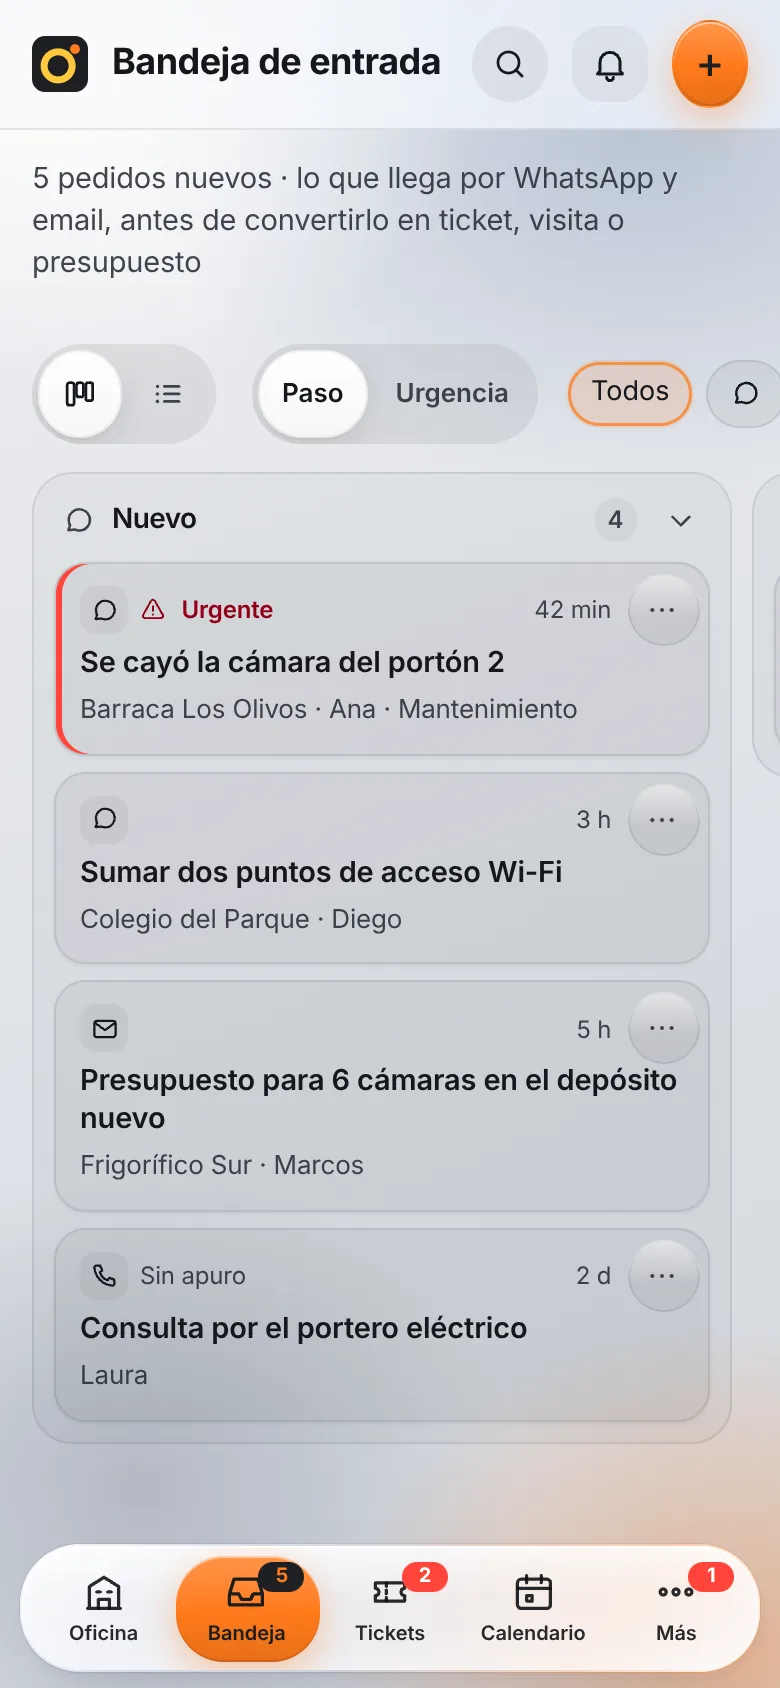 Bandeja de entrada
5 pedidos nuevos · lo que llega por WhatsApp y
email, antes de convertirlo en ticket, visita o
presupuesto
Paso
Urgencia
Todos
Nuevo
4
Urgente
42 min
Se cayó la cámara del portón 2
Barraca Los Olivos · Ana · Mantenimiento
3 h
Sumar dos puntos de acceso Wi-Fi
Colegio del Parque · Diego
5 h
Presupuesto para 6 cámaras en el depósito
nuevo
Frigorífico Sur · Marcos
Sin apuro
2 d
Consulta por el portero eléctrico
Laura
5
2
1
Oficina
Bandeja
Tickets
Calendario
Más